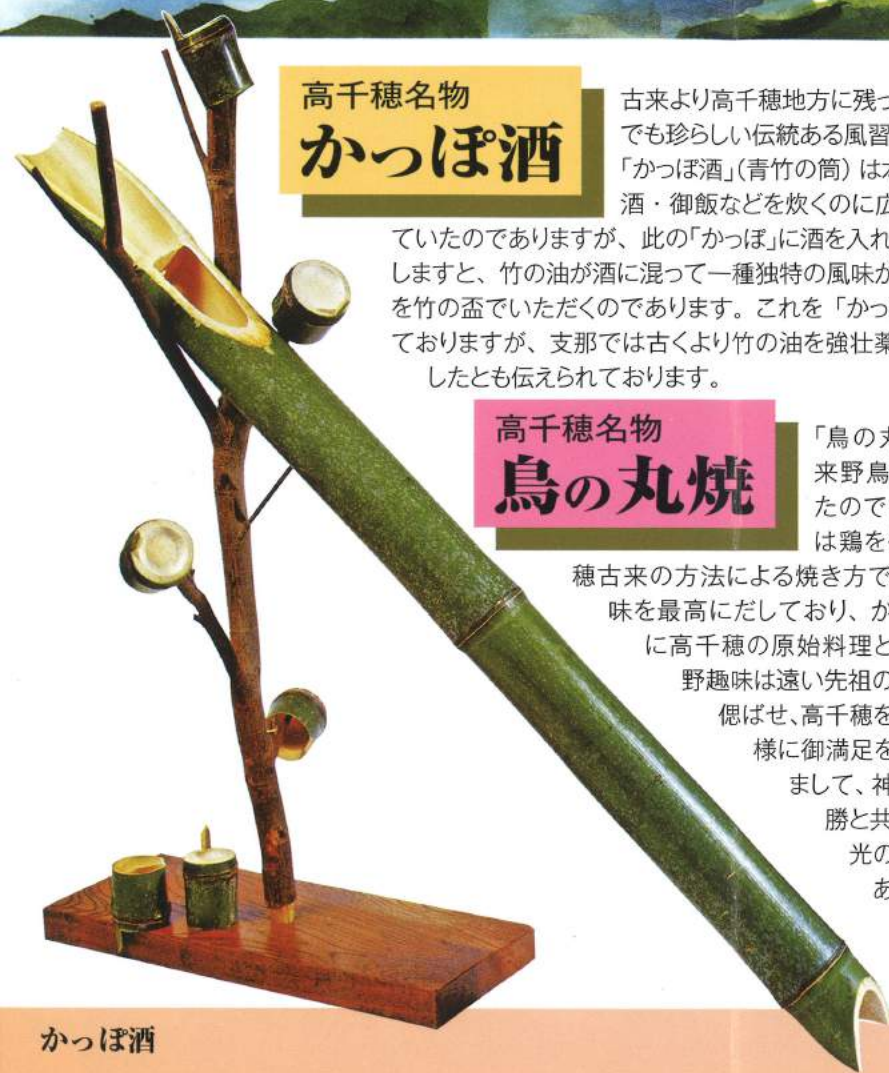 高千穂名物
かっぽ酒
古来より高千穂地方に残っ
でも珍らしい伝統ある風習
「かっぽ酒」(青竹の筒) は
酒・御飯などを炊くのに広
ていたのでありますが、此の「かっぽ」に酒を入れ
しますと、竹の油が酒に混って一種独特の風味が
を竹の盃でいただくのであります。これを「かっ
ておりますが、支那では古くより竹の油を強壮薬
したとも伝えられております。
高千穂名物
鳥の丸焼
「鳥の丸
来野鳥
たので
は鶏を
穂古来の方法による焼き方で
味を最高にだしており、か
に高千穂の原始料理と
野趣味は遠い先祖の
偲ばせ、高千穂を
様に御満足を
まして、神
勝と共
光の
あ
かっぽ酒